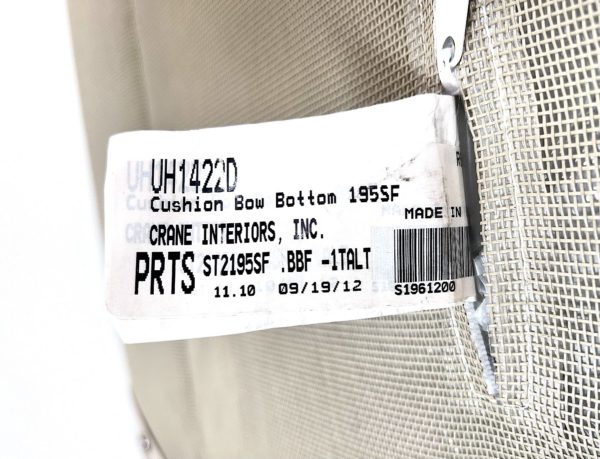 UH1422D
Cushion Bow Bottom 195SF
MADE IN
CRANE INTERIORS, INC.
PRTS ST2195SF .BBF -1TALT
11.10 09/19/12 S1961200